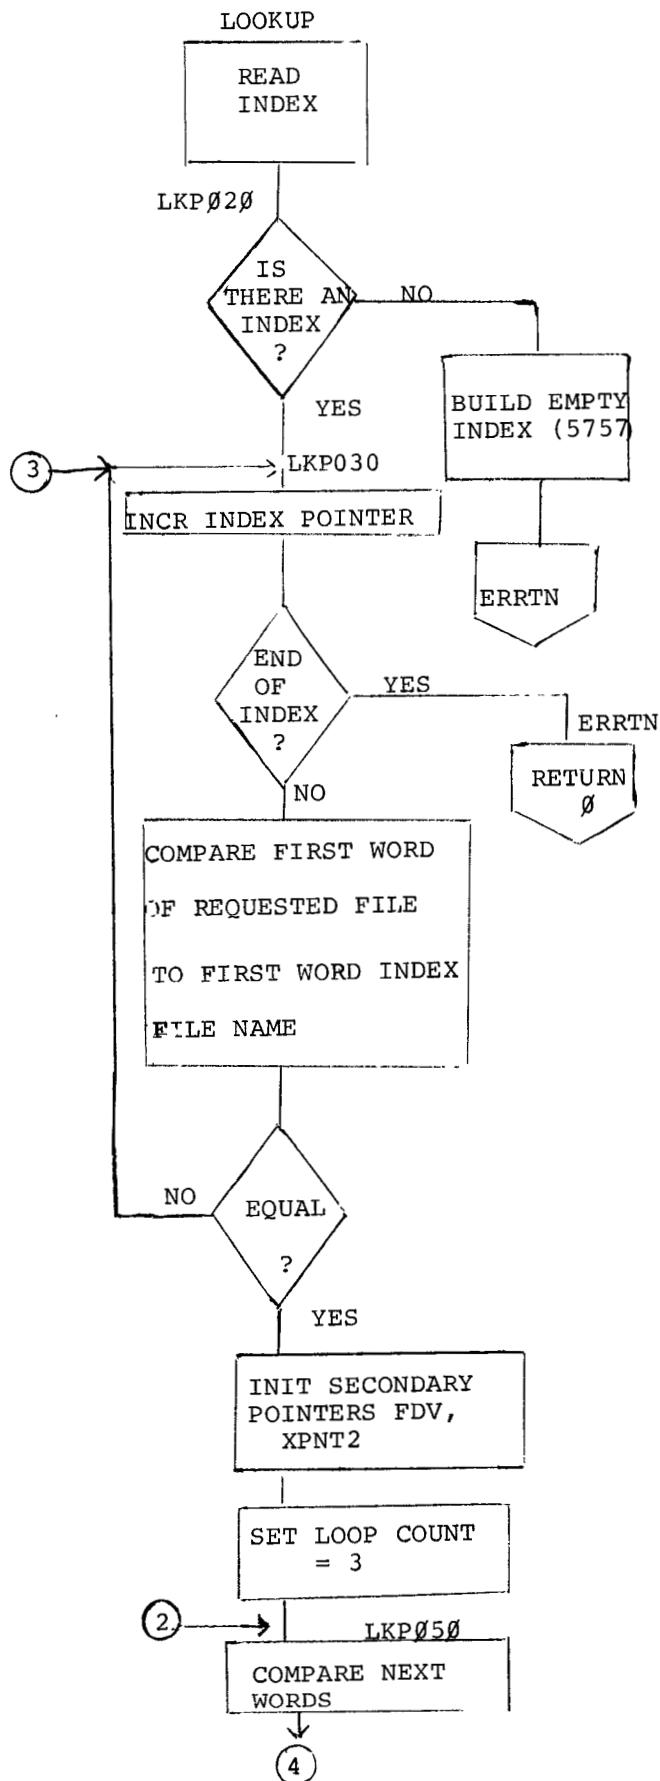 LOOKUP
READ
INDEX
LKPØ2Ø
IS
THERE AN
INDEX
?
NO
YES
BUILD EMPTY
INDEX (5757)
3
LKP030
INCR INDEX POINTER
ERRTN
END
OF
INDEX
?
YES
ERRTN
RETURN
Ø
NO
COMPARE FIRST WORD
OF REQUESTED FILE
TO FIRST WORD INDEX
FILE NAME
NO
EQUAL
?
YES
INIT SECONDARY
POINTERS FDV,
XPNT2
SET LOOP COUNT
= 3
2
LKPØ5Ø
COMPARE NEXT
WORDS
4